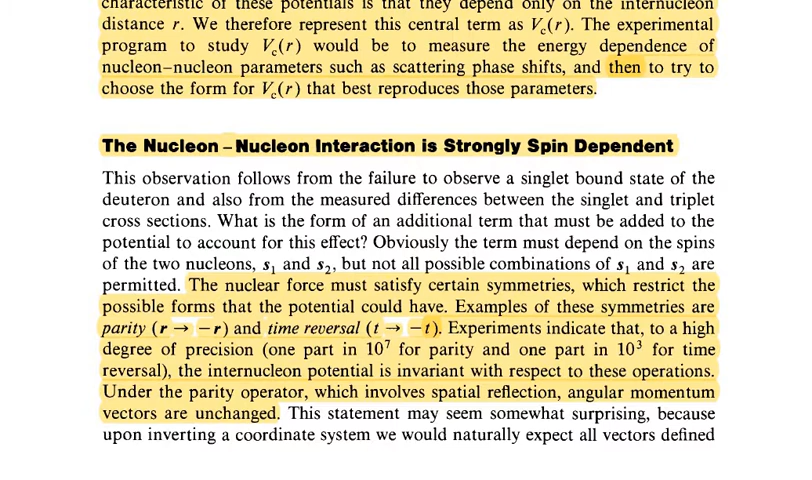 characteristic of these potentials is that they depend only on the internucleon
distance r. We therefore represent this central term as Vc(r). The experimental
program to study Vc(r) would be to measure the energy dependence of
nucleon–nucleon parameters such as scattering phase shifts, and then to try to
choose the form for Vc(r) that best reproduces those parameters.
The Nucleon – Nucleon Interaction is Strongly Spin Dependent
This observation follows from the failure to observe a singlet bound state of the
deuteron and also from the measured differences between the singlet and triplet
cross sections. What is the form of an additional term that must be added to the
potential to account for this effect? Obviously the term must depend on the spins
of the two nucleons, s₁ and s₂, but not all possible combinations of s₁ and s₂ are
permitted. The nuclear force must satisfy certain symmetries, which restrict the
possible forms that the potential could have. Examples of these symmetries are
parity (r → −r) and time reversal (t → −t). Experiments indicate that, to a high
degree of precision (one part in 10⁷ for parity and one part in 10³ for time
reversal), the internucleon potential is invariant with respect to these operations.
Under the parity operator, which involves spatial reflection, angular momentum
vectors are unchanged. This statement may seem somewhat surprising, because
upon inverting a coordinate system we would naturally expect all vectors defined